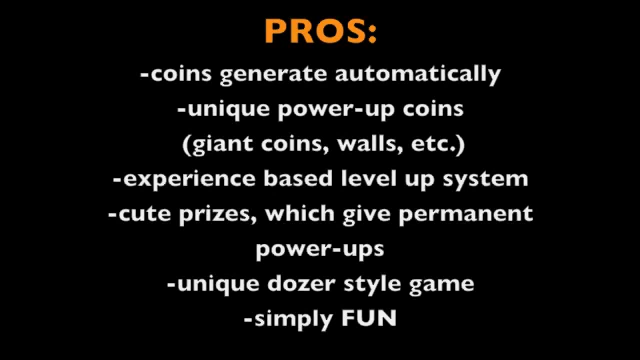 PROS:
-coins generate automatically
-unique power-up coins
(giant coins, walls, etc.)
-experience based level up system
-cute prizes, which give permanent
power-ups
-unique dozer style game
-simply FUN